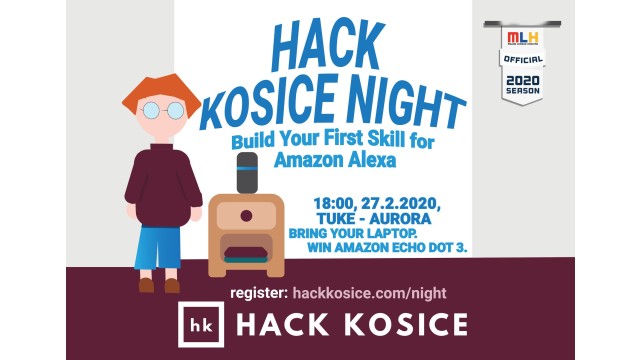 HACK
KOSICE NIGHT
Build Your First Skill for
Amazon Alexa
MLH
OFFICIAL
2020
SEASON
18:00, 27.2.2020,
TUKE - AURORA
BRING YOUR LAPTOP.
WIN AMAZON ECHO DOT 3.
register: hackkosice.com/night
hk HACK KOSICE